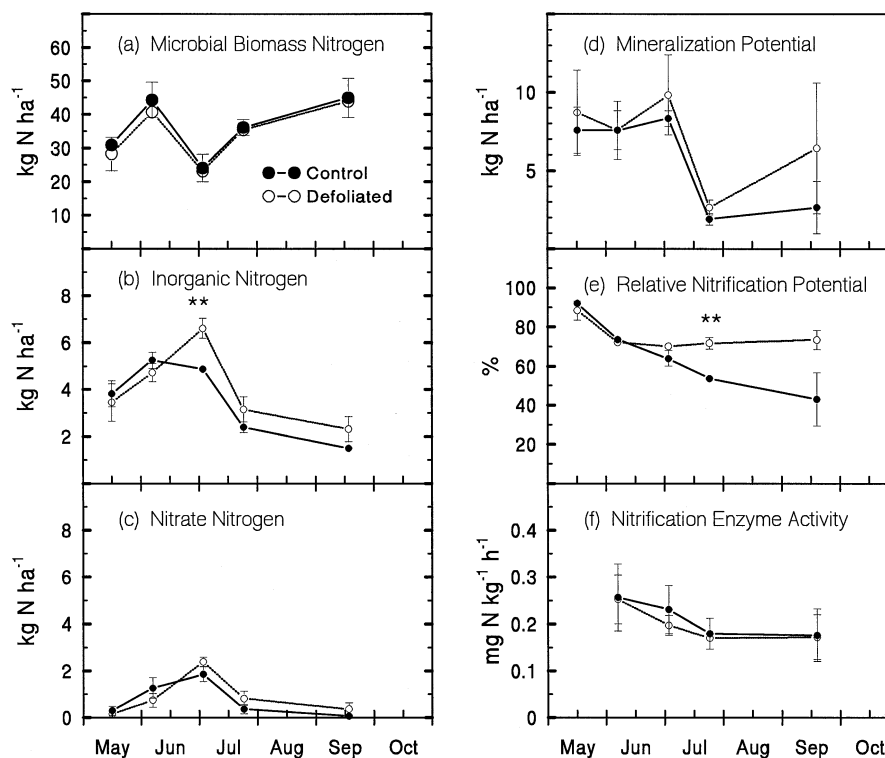 (a) Microbial Biomass Nitrogen
kg N ha-1
60
50
40
30
20
10
Control
Defoliated
(b) Inorganic Nitrogen
kg N ha-1
8
6
4
2
**
(c) Nitrate Nitrogen
kg N ha-1
8
6
4
2
0
May Jun Jul Aug Sep Oct
(d) Mineralization Potential
kg N ha-1
10
5
(e) Relative Nitrification Potential
%
100
80
60
40
20
**
(f) Nitrification Enzyme Activity
mg N kg-1 h-1
0.4
0.3
0.2
0.1
0
May Jun Jul Aug Sep Oct